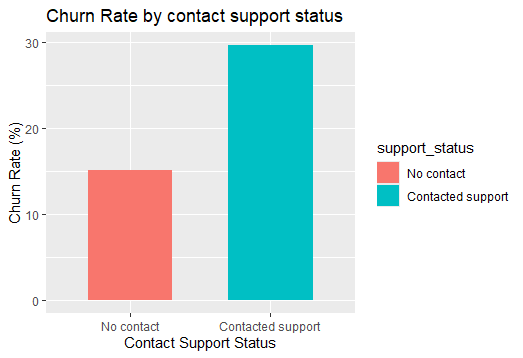 Churn Rate by contact support status
Churn Rate (%)
30
20
10
0
No contact
Contacted support
Contact Support Status
support_status
No contact
Contacted support